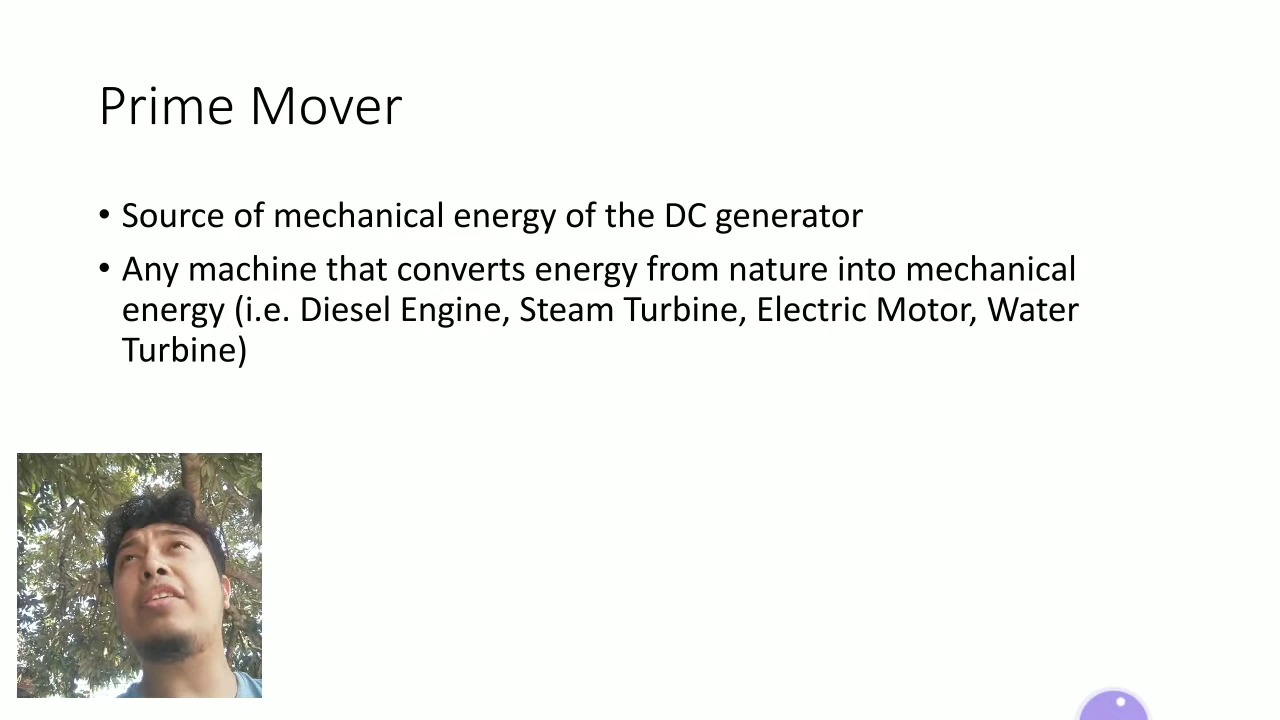 Prime Mover
• Source of mechanical energy of the DC generator
• Any machine that converts energy from nature into mechanical
energy (i.e. Diesel Engine, Steam Turbine, Electric Motor, Water
Turbine)